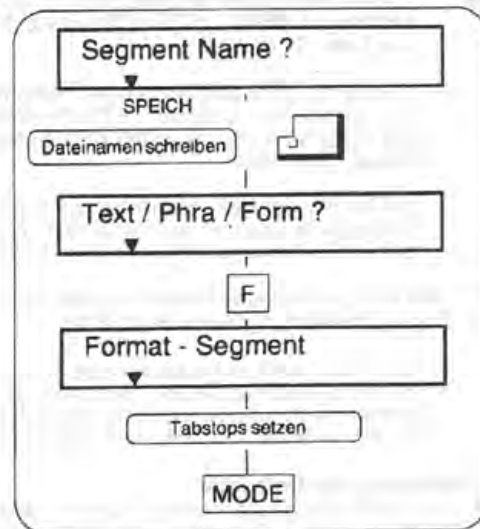 Segment Name ?
SPEICH
Dateinamen schreiben
Text / Phra / Form ?
F
Format - Segment
Tabstops setzen
MODE